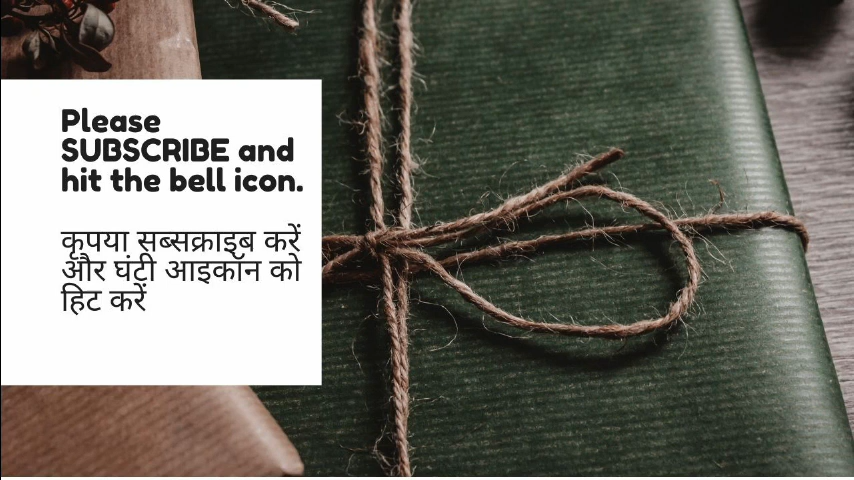 Please
SUBSCRIBE and
hit the bell icon.
कृपया सब्सक्राइब करें
और घंटी आइकॉन को
हिट करें